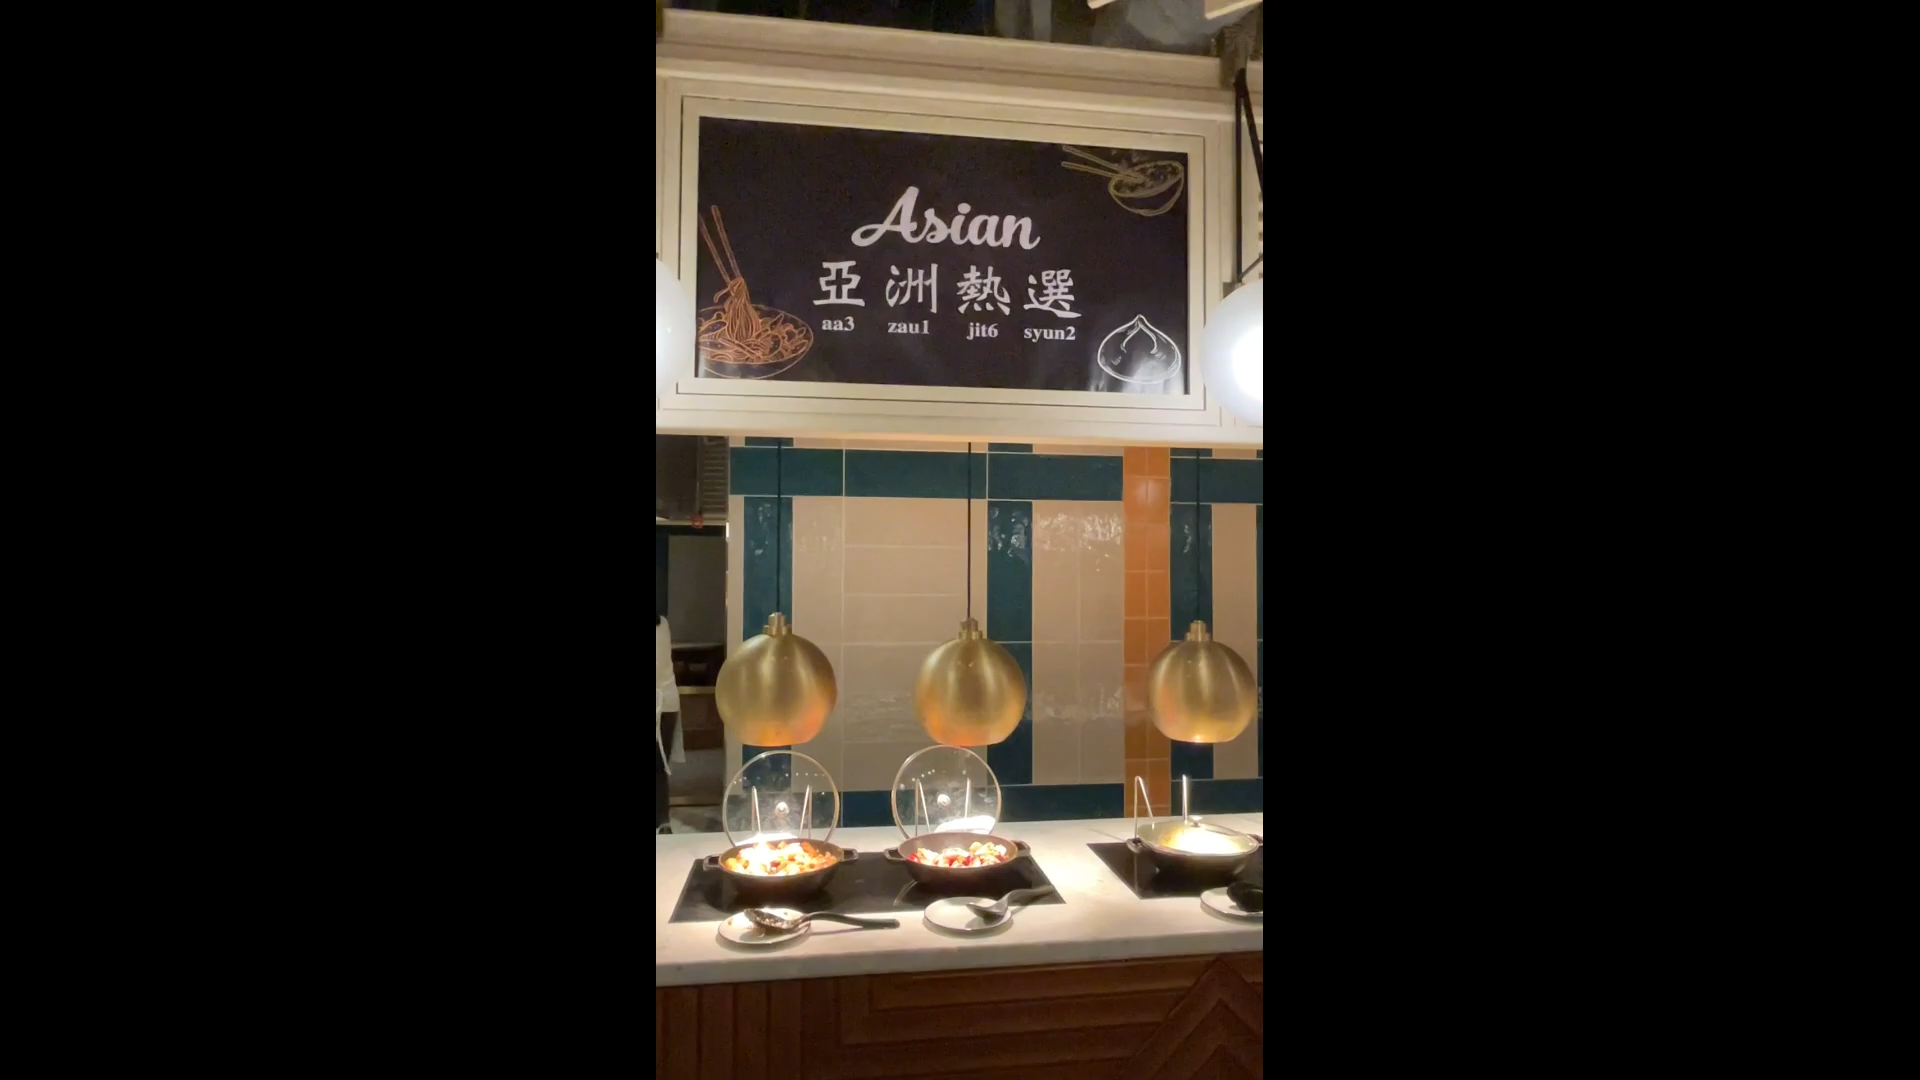 Asian
亞洲熱選
aa3 zau1 jit6 syun2